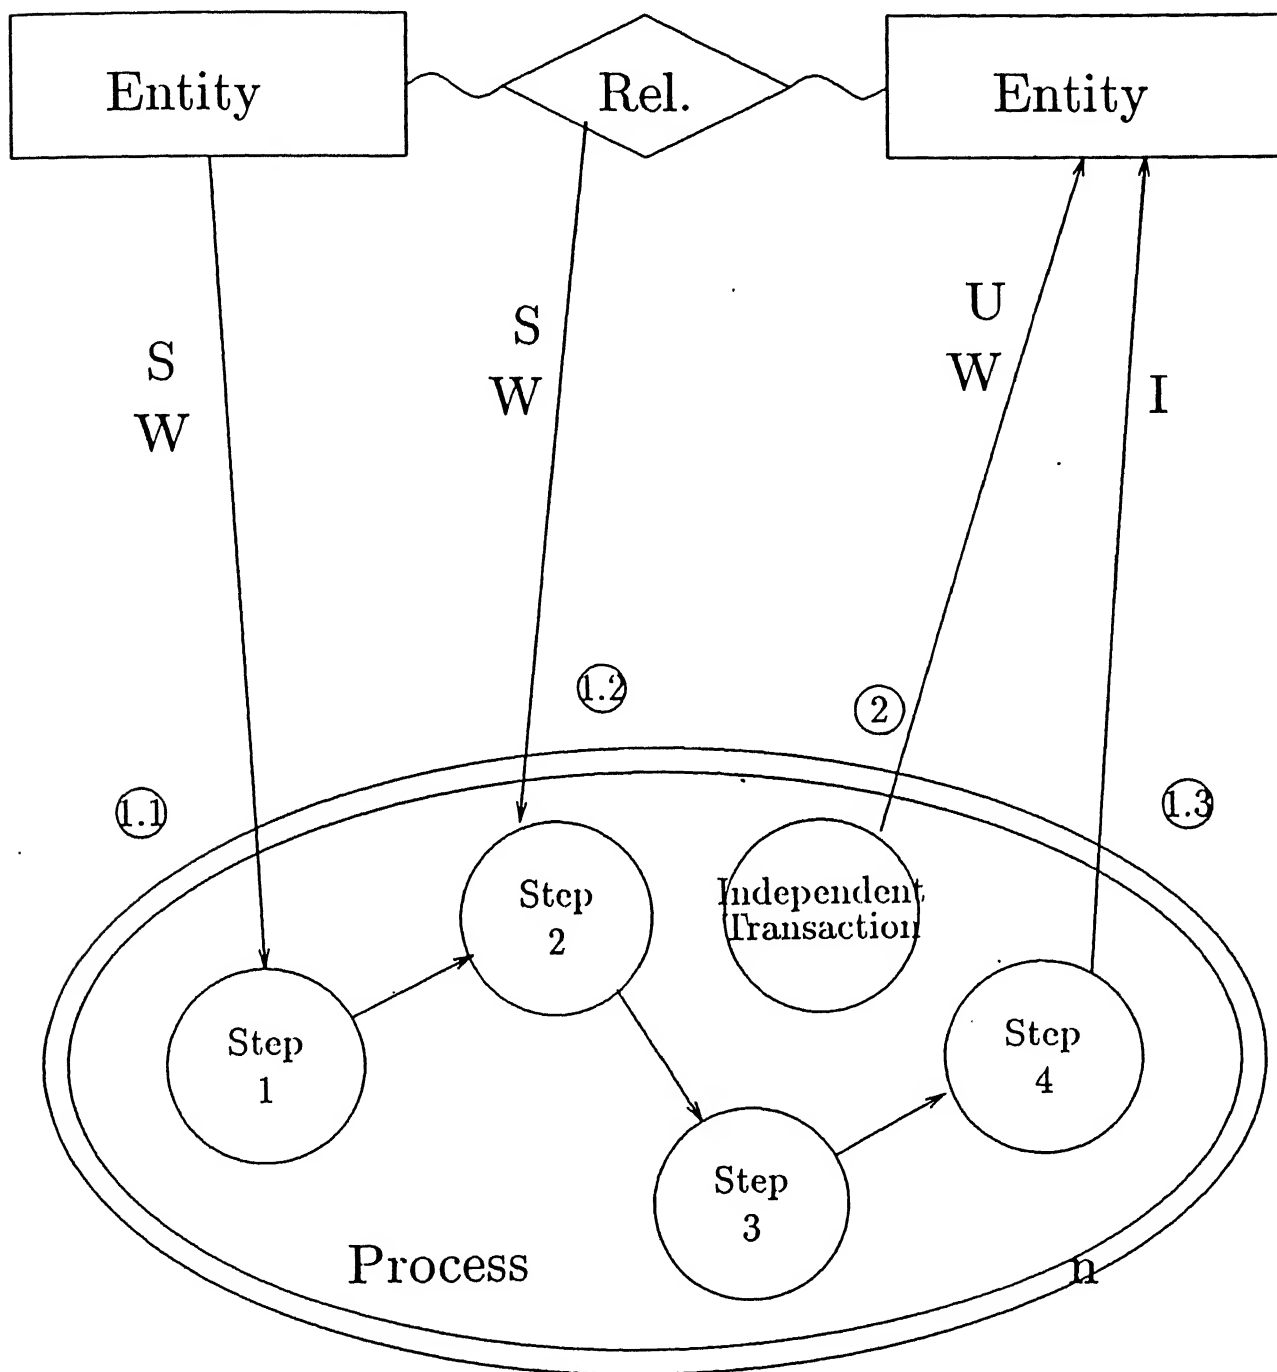 Entity
Rel.
Entity
S
W
S
W
U
W
I
1.1
1.2
2
1.3
Step
1
Step
2
Independent
Transaction
Step
3
Step
4
Process
n